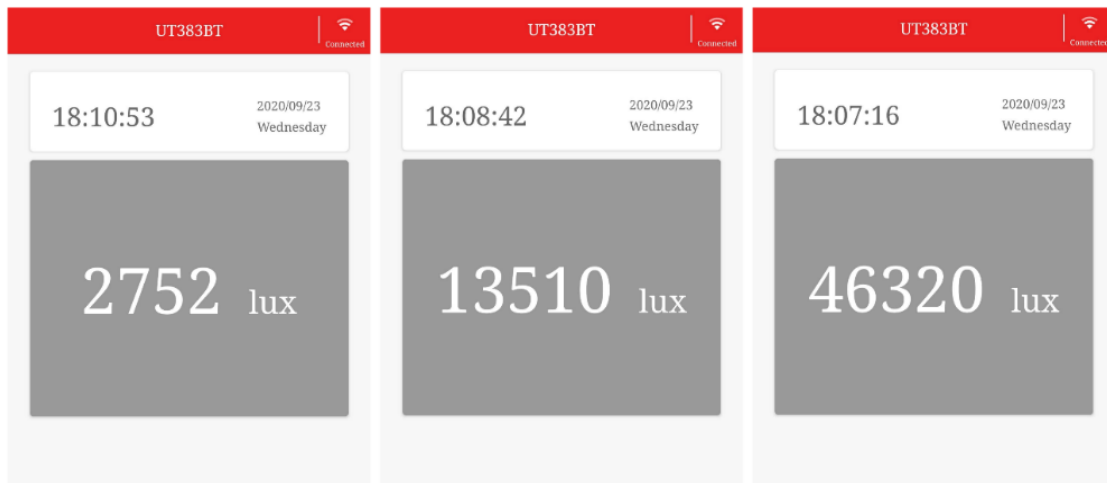 UT383BT
Connected
18:10:53
2020/09/23
Wednesday
2752 lux
UT383BT
Connected
18:08:42
2020/09/23
Wednesday
13510 lux
UT383BT
Connected
18:07:16
2020/09/23
Wednesday
46320 lux